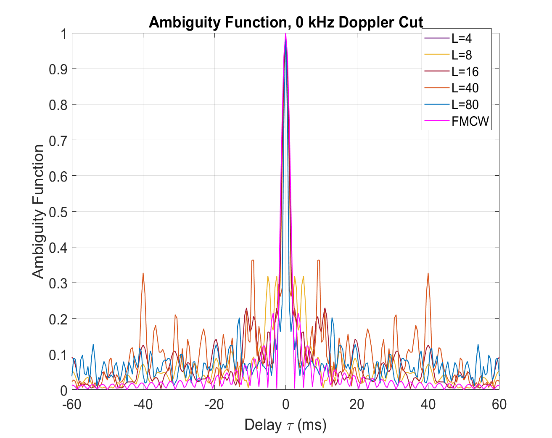 Ambiguity Function, 0 kHz Doppler Cut
L=4
L=8
L=16
L=40
L=80
FMCW
1
0.9
0.8
0.7
0.6
0.5
0.4
0.3
0.2
0.1
0
Ambiguity Function
-60
-40
-20
0
20
40
60
Delay τ (ms)